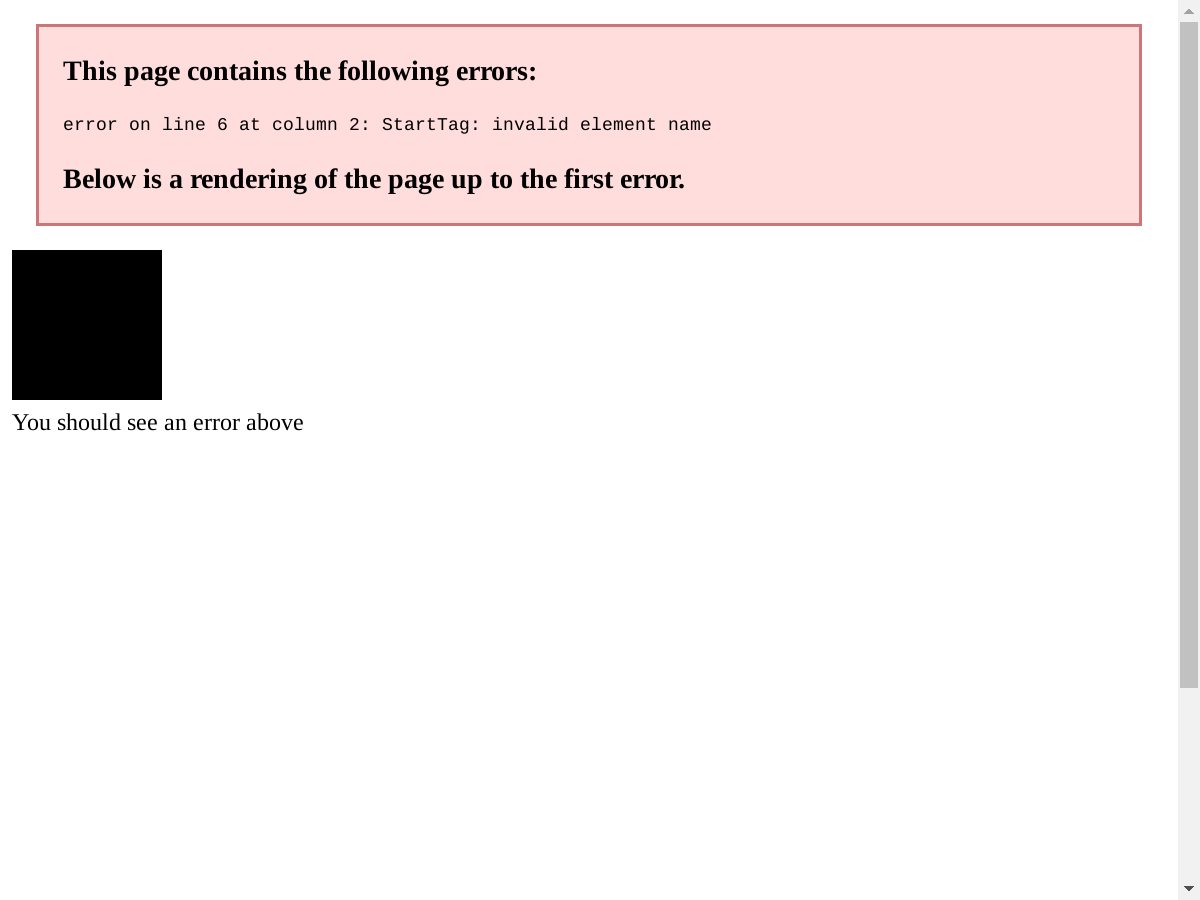 This page contains the following errors:
error on line 6 at column 2: StartTag: invalid element name
Below is a rendering of the page up to the first error.
You should see an error above